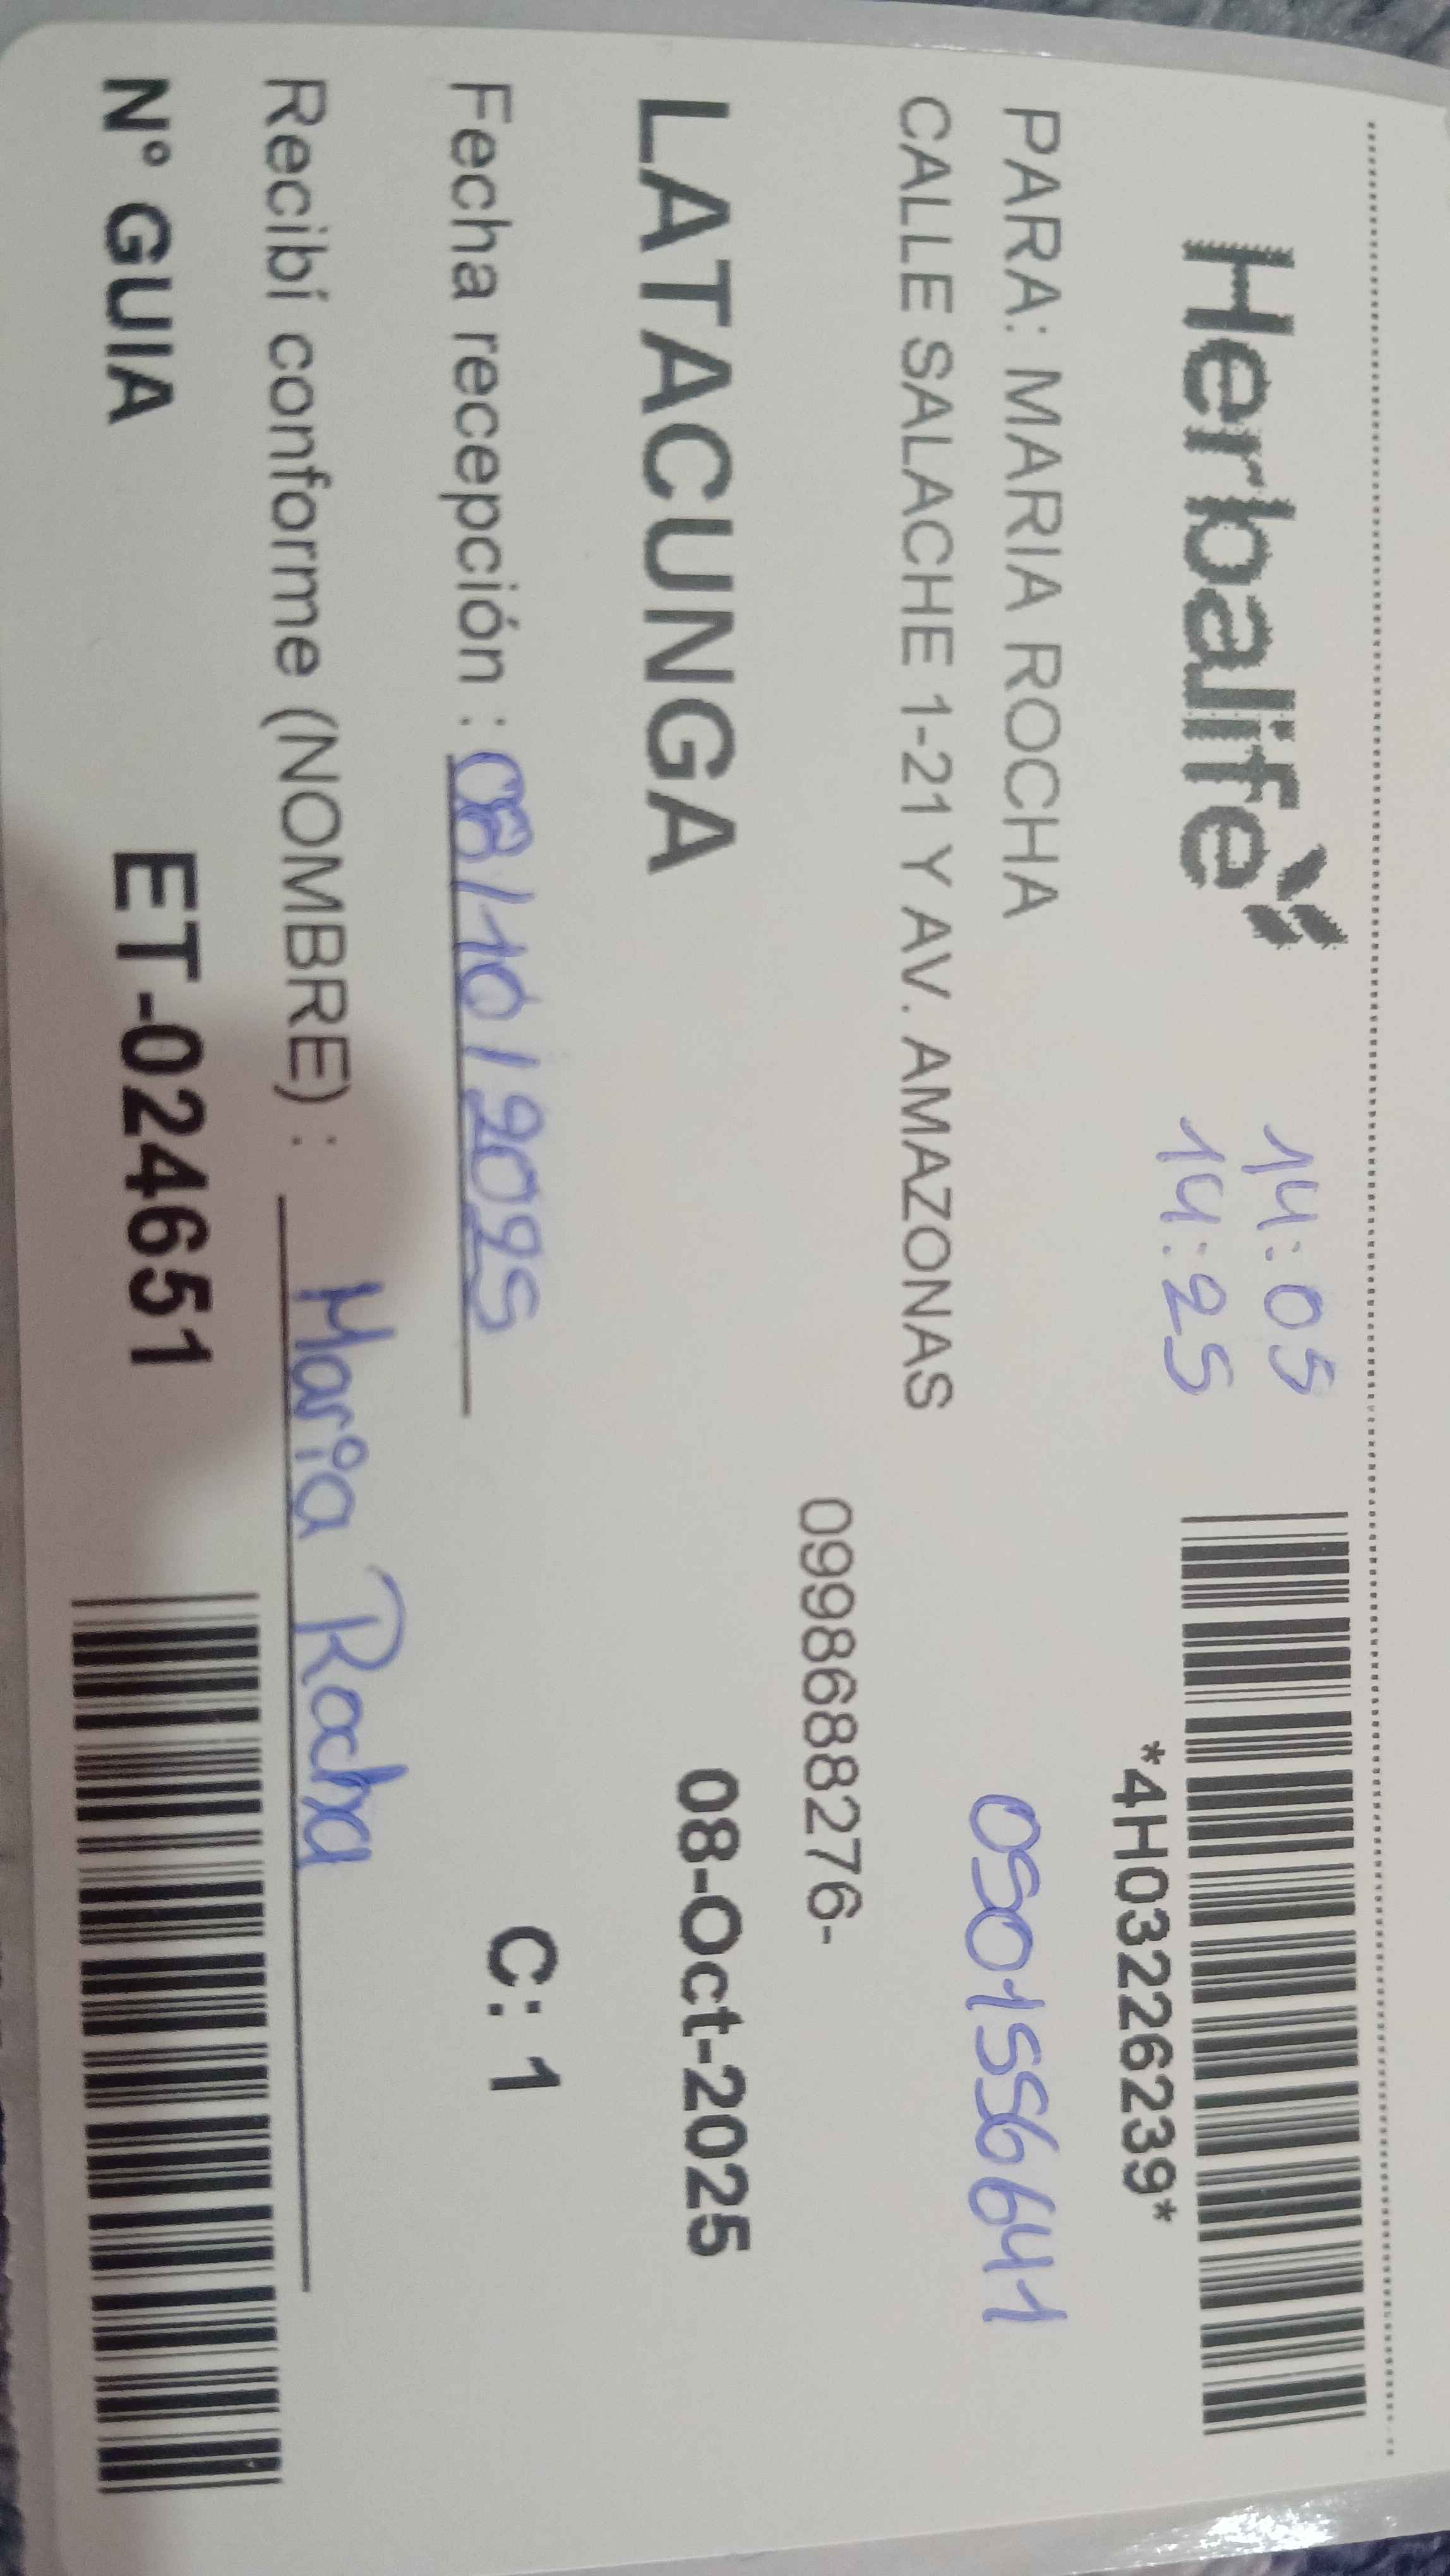 Herbalife
14:05
14:25
*4H03226239*
PARA: MARIA ROCHA
0501556641
CALLE SALACHE 1-21 Y AV. AMAZONAS
0998688276-
LATACUNGA
08-Oct-2025
Fecha recepción : 08/10/2025
C: 1
Recibí conforme (NOMBRE) : Maria Rocha
N° GUIA ET-024651